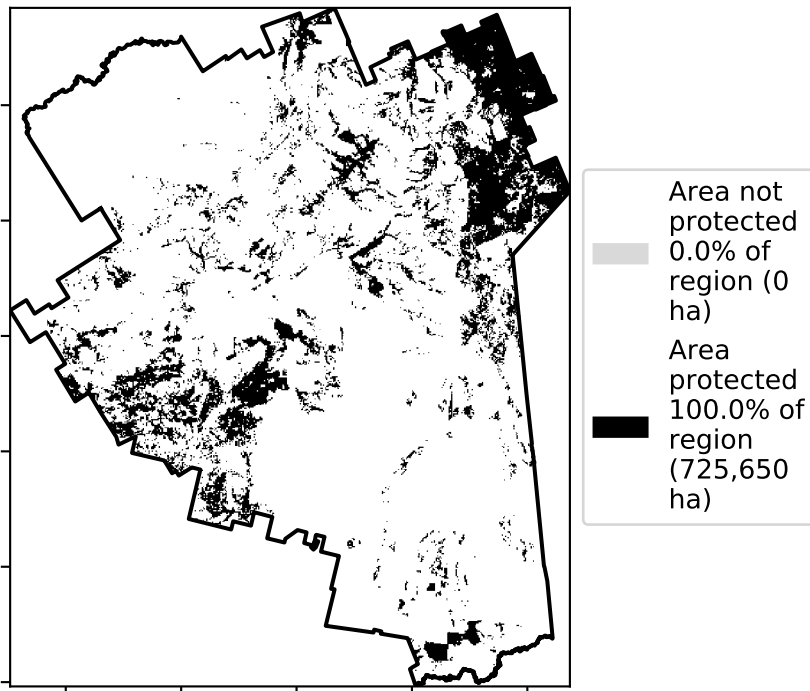 Area not
protected
0.0% of
region (0
ha)
Area
protected
100.0% of
region
(725,650
ha)